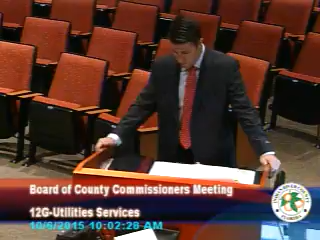 Board of County Commissioners Meeting
12G-Utilities Services
10/6/2015 10:02:28 AM